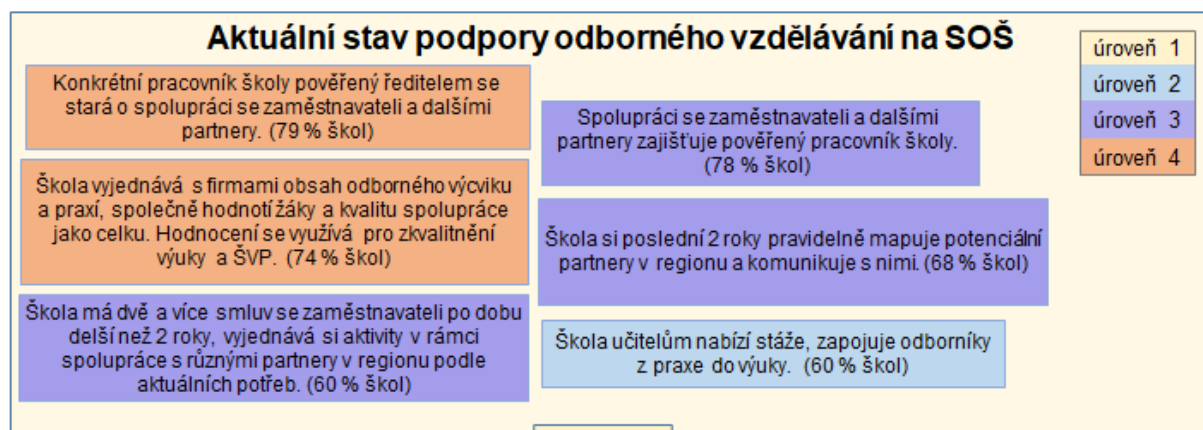 Aktuální stav podpory odborného vzdělávání na SOŠ
úroveň 1
úroveň 2
úroveň 3
úroveň 4
Konkrétní pracovník školy pověřený ředitelem se
stará o spolupráci se zaměstnavateli a dalšími
partnery. (79 % škol)
Spolupráci se zaměstnavateli a dalšími
partnery zajišťuje pověřený pracovník školy.
(78 % škol)
Škola vyjednává s firmami obsah odborného výcviku
a praxí, společně hodnotí žáky a kvalitu spolupráce
jako celku. Hodnocení se využívá pro zkvalitnění
výuky a ŠVP. (74 % škol)
Škola si poslední 2 roky pravidelně mapuje potenciální
partnery v regionu a komunikuje s nimi. (68 % škol)
Škola má dvě a více smluv se zaměstnavateli po dobu
delší než 2 roky, vyjednává si aktivity v rámci
spolupráce s různými partnery v regionu podle
aktuálních potřeb. (60 % škol)
Škola učitelům nabízí stáže, zapojuje odborníky
z praxe do výuky. (60 % škol)